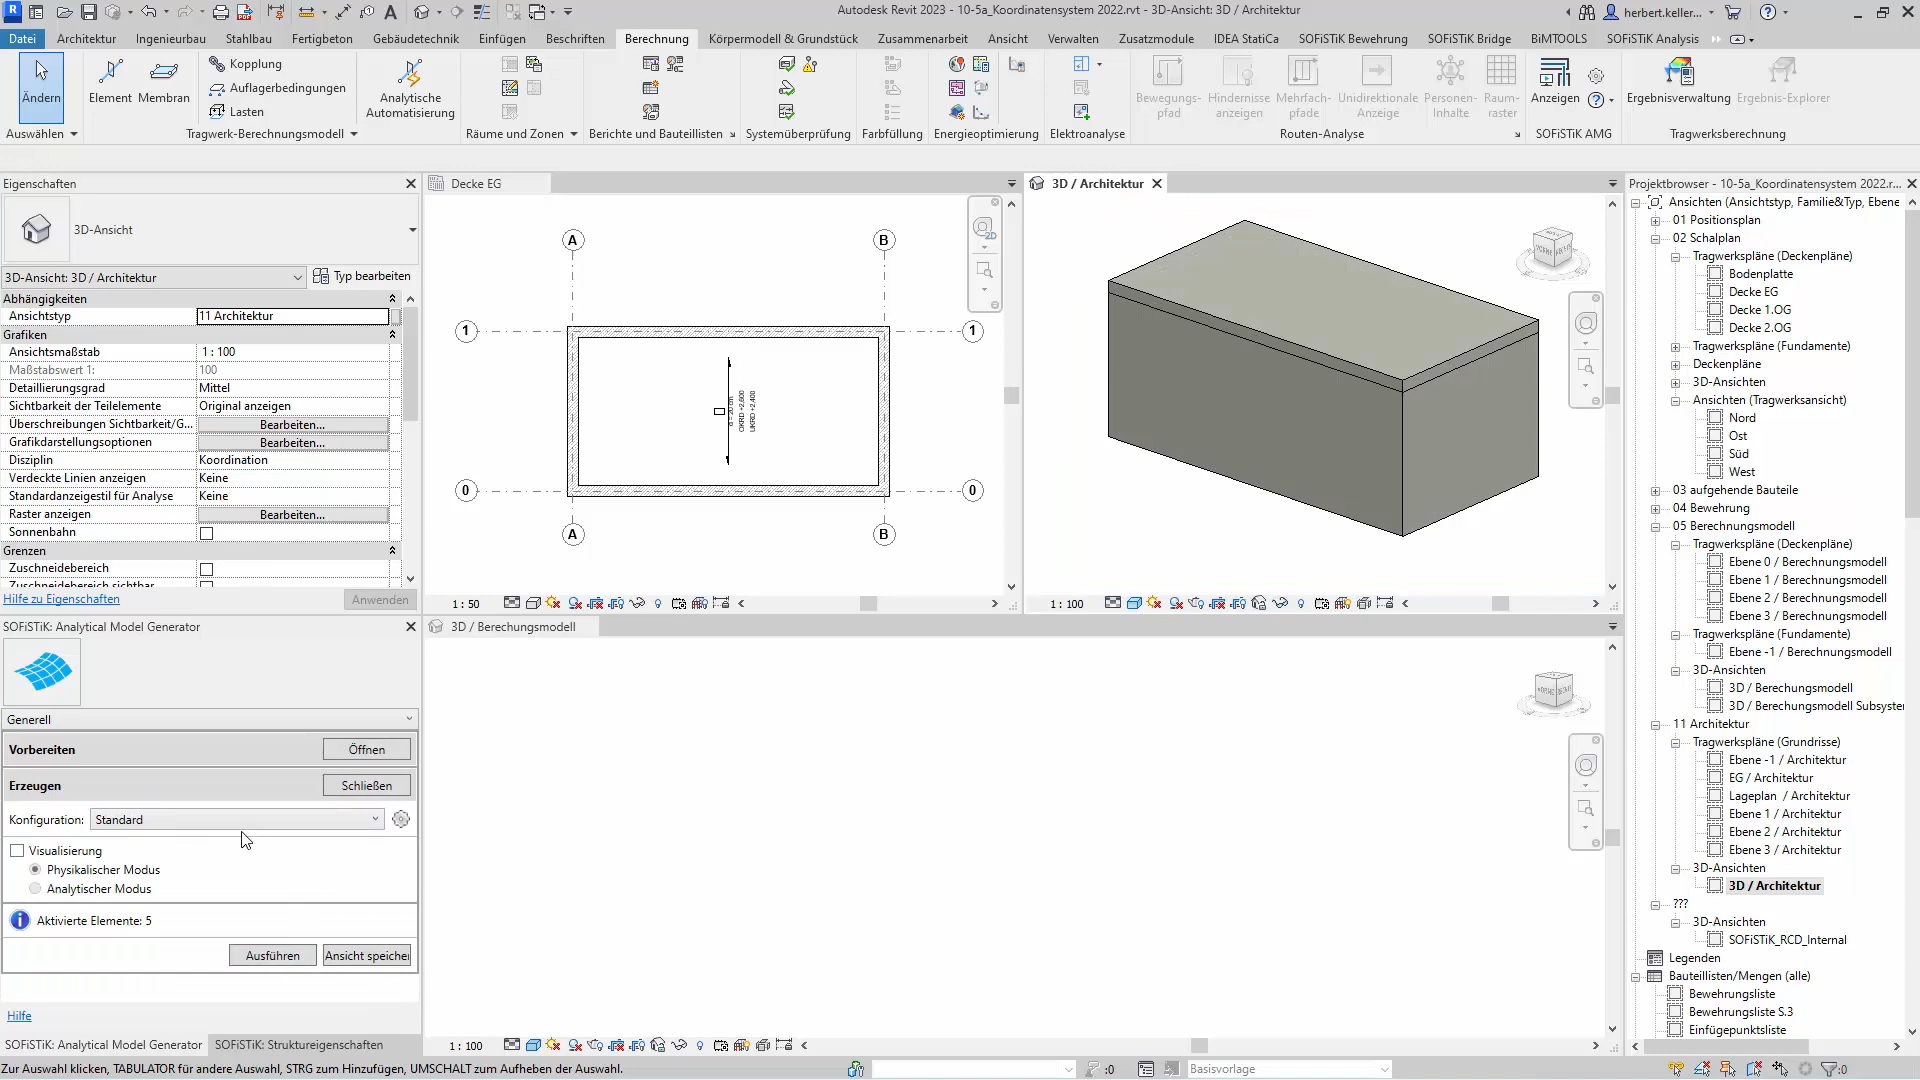 Autodesk Revit 2023 - 10-5a_Koordinatensystem 2022.rvt - 3D-Ansicht: 3D / Architektur
herbert.keller...
Datei Architektur Ingenieurbau Stahlbau Fertigbeton Gebäudetechnik Einfügen Beschriften Berechnung Körpermodell & Grundstück Zusammenarbeit Ansicht Verwalten Zusatzmodule IDEA StatiCa SOFiSTiK Bewehrung SOFiSTiK Bridge BiMTOOLS SOFiSTiK Analysis
Ändern
Auswählen
Element
Membran
Kopplung
Auflagerbedingungen
Lasten
Tragwerk-Berechnungsmodell
Analytische
Automatisierung
Räume und Zonen
Berichte und Bauteillisten
Systemüberprüfung
Farbfüllung
Energieoptimierung
Elektroanalyse
Bewegungs-
pfad
Hindernisse
anzeigen
Mehrfach-
pfade
Unidirektionale
Anzeige
Personen-
Inhalte
Raum-
raster
Routen-Analyse
Anzeigen
SOFiSTiK AMG
Ergebnisverwaltung
Ergebnis-Explorer
Tragwerksberechnung
Eigenschaften
3D-Ansicht
3D-Ansicht: 3D / Architektur
Typ bearbeiten
Abhängigkeiten
Ansichtstyp 11 Architektur
Grafiken
Ansichtsmaßstab 1 : 100
Maßstabswert 1: 100
Detaillierungsgrad Mittel
Sichtbarkeit der Teilelemente Original anzeigen
Überschreibungen Sichtbarkeit/G... Bearbeiten...
Grafikdarstellungsoptionen Bearbeiten...
Disziplin Koordination
Verdeckte Linien anzeigen Keine
Standardanzeigestil für Analyse Keine
Raster anzeigen Bearbeiten...
Sonnenbahn
Grenzen
Zuschneidebereich
Zuschneidebereich sichtbar
Hilfe zu Eigenschaften
Anwenden
SOFiSTiK: Analytical Model Generator
Generell
Vorbereiten Öffnen
Erzeugen Schließen
Konfiguration: Standard
Visualisierung
Physikalischer Modus
Analytischer Modus
Aktivierte Elemente: 5
Ausführen Ansicht speicher
Hilfe
SOFiSTiK: Analytical Model Generator SOFiSTiK: Struktureigenschaften
Decke EG
2D
A B
1 1
OKRD +2,600
UKRD +2,400
0 0
A B
1 : 50
3D / Architektur
1 : 100
3D / Berechungsmodell
1 : 100
Projektbrowser - 10-5a_Koordinatensystem 2022.r...
Ansichten (Ansichtstyp, Familie&Typ, Ebene
01 Positionsplan
02 Schalplan
Tragwerkspläne (Deckenpläne)
Bodenplatte
Decke EG
Decke 1.OG
Decke 2.OG
Tragwerkspläne (Fundamente)
Deckenpläne
3D-Ansichten
Ansichten (Tragwerksansicht)
Nord
Ost
Süd
West
03 aufgehende Bauteile
04 Bewehrung
05 Berechnungsmodell
Tragwerkspläne (Deckenpläne)
Ebene 0 / Berechnungsmodell
Ebene 1 / Berechnungsmodell
Ebene 2 / Berechnungsmodell
Ebene 3 / Berechnungsmodell
Tragwerkspläne (Fundamente)
Ebene -1 / Berechnungsmodell
3D-Ansichten
3D / Berechungsmodell
3D / Berechungsmodell Subsyste
11 Architektur
Tragwerkspläne (Grundrisse)
Ebene -1 / Architektur
EG / Architektur
Lageplan / Architektur
Ebene 1 / Architektur
Ebene 2 / Architektur
Ebene 3 / Architektur
3D-Ansichten
3D / Architektur
???
3D-Ansichten
SOFiSTiK_RCD_Internal
Legenden
Bauteillisten/Mengen (alle)
Bewehrungsliste
Bewehrungsliste S.3
Einfügepunktsliste
Zur Auswahl klicken, TABULATOR für andere Auswahl, STRG zum Hinzufügen, UMSCHALT zum Aufheben der Auswahl.
:0
Basisvorlage
:0